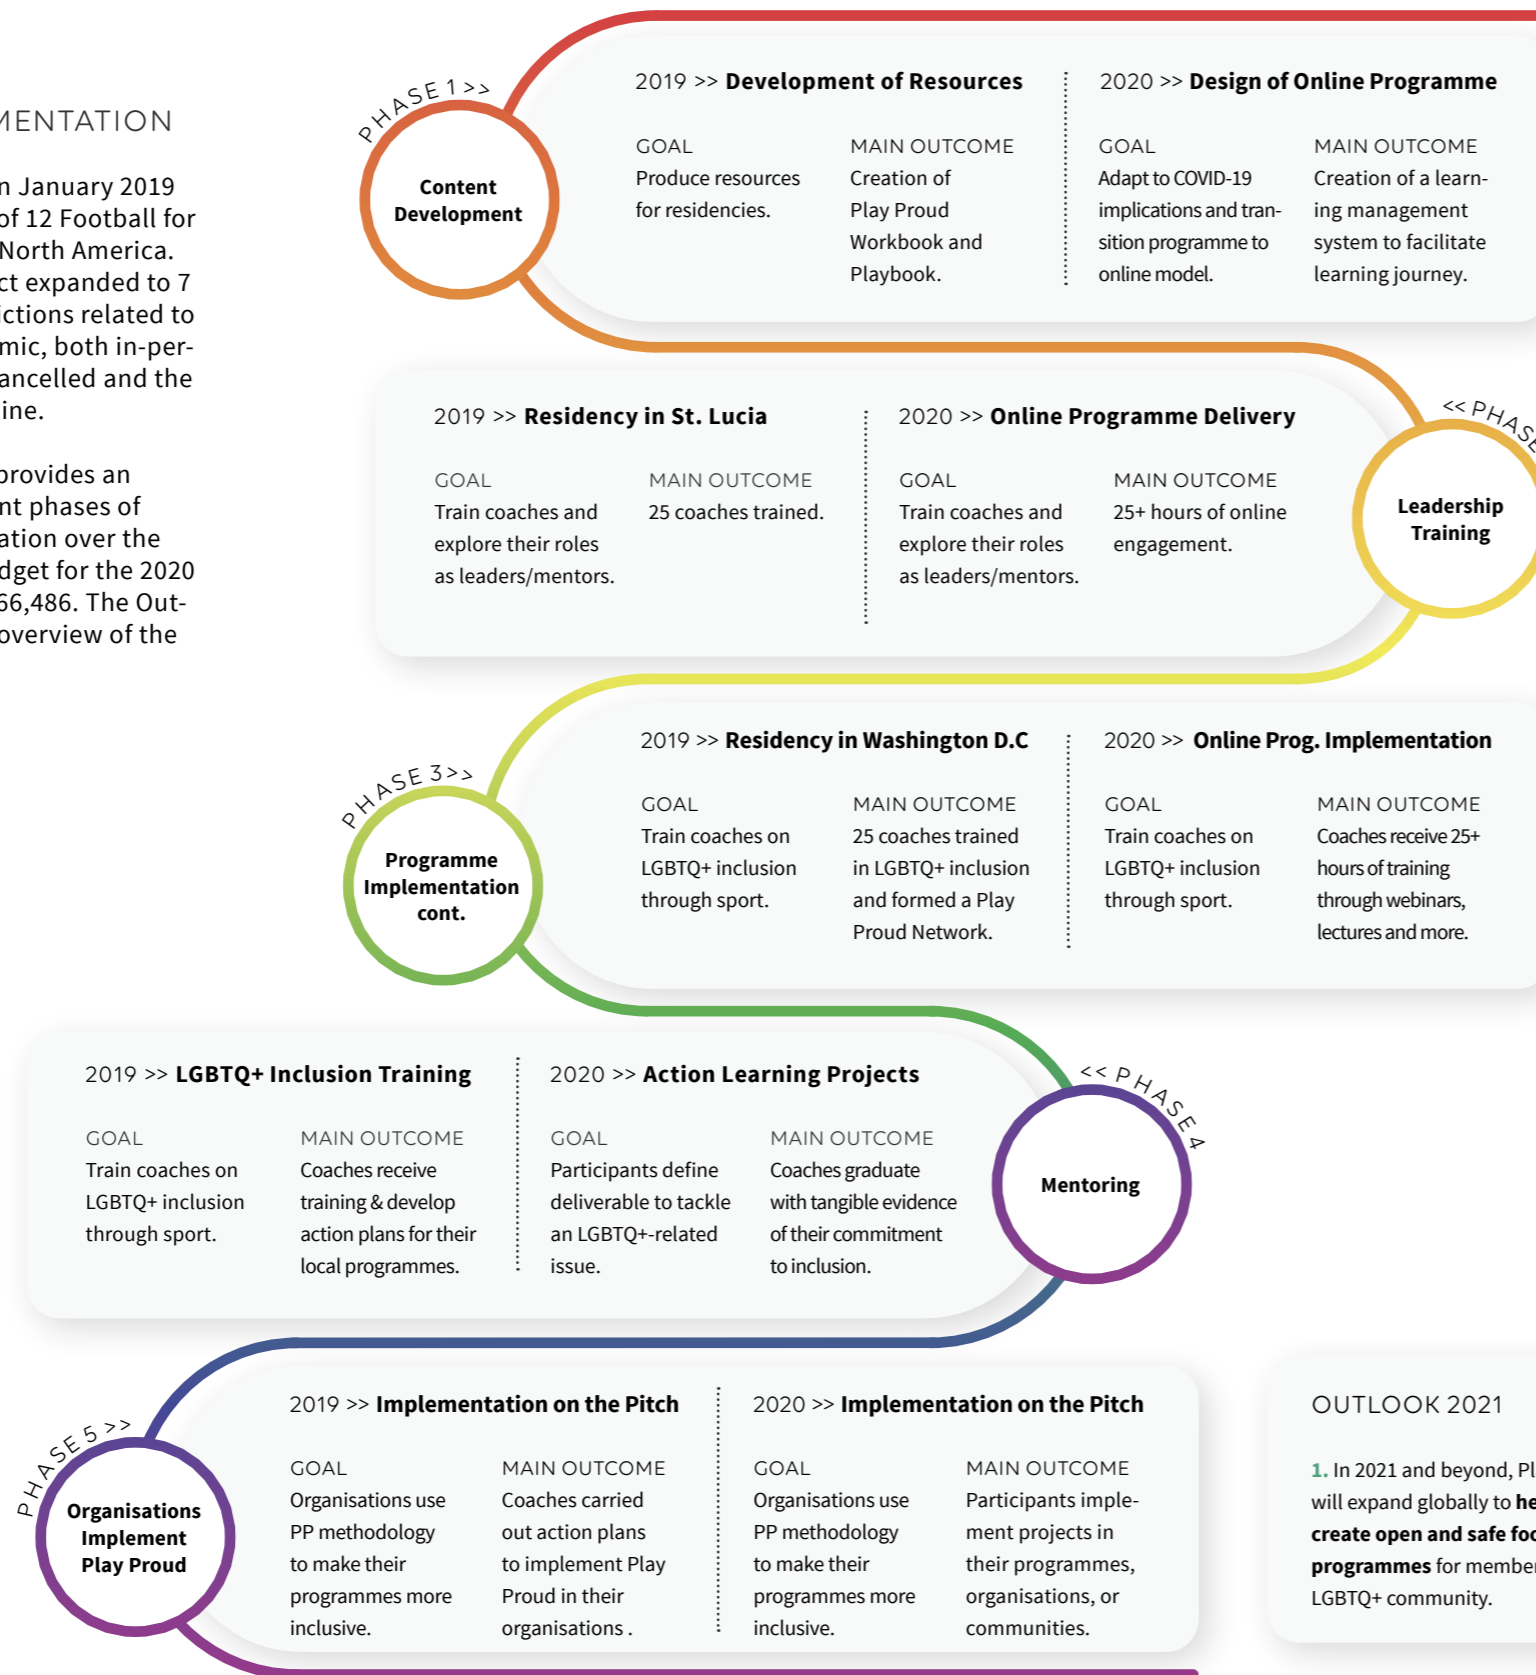 MENTATION
n January 2019
of 12 Football for
North America.
ct expanded to 7
ictions related to
mic, both in-per-
ancelled and the
ine.
provides an
nt phases of
ation over the
dget for the 2020
66,486. The Out-
overview of the
PHASE 1 >>
Content
Development
2019 >> Development of Resources
GOAL
Produce resources
for residencies.
MAIN OUTCOME
Creation of
Play Proud
Workbook and
Playbook.
2020 >> Design of Online Programme
GOAL
Adapt to COVID-19
implications and tran-
sition programme to
online model.
MAIN OUTCOME
Creation of a learn-
ing management
system to facilitate
learning journey.
<< PHASE
Leadership
Training
2019 >> Residency in St. Lucia
GOAL
Train coaches and
explore their roles
as leaders/mentors.
MAIN OUTCOME
25 coaches trained.
2020 >> Online Programme Delivery
GOAL
Train coaches and
explore their roles
as leaders/mentors.
MAIN OUTCOME
25+ hours of online
engagement.
PHASE 3 >>
Programme
Implementation
cont.
2019 >> Residency in Washington D.C
GOAL
Train coaches on
LGBTQ+ inclusion
through sport.
MAIN OUTCOME
25 coaches trained
in LGBTQ+ inclusion
and formed a Play
Proud Network.
2020 >> Online Prog. Implementation
GOAL
Train coaches on
LGBTQ+ inclusion
through sport.
MAIN OUTCOME
Coaches receive 25+
hours of training
through webinars,
lectures and more.
<< PHASE 4
Mentoring
2019 >> LGBTQ+ Inclusion Training
GOAL
Train coaches on
LGBTQ+ inclusion
through sport.
MAIN OUTCOME
Coaches receive
training & develop
action plans for their
local programmes.
2020 >> Action Learning Projects
GOAL
Participants define
deliverable to tackle
an LGBTQ+-related
issue.
MAIN OUTCOME
Coaches graduate
with tangible evidence
of their commitment
to inclusion.
PHASE 5 >>
Organisations
Implement
Play Proud
2019 >> Implementation on the Pitch
GOAL
Organisations use
PP methodology
to make their
programmes more
inclusive.
MAIN OUTCOME
Coaches carried
out action plans
to implement Play
Proud in their
organisations .
2020 >> Implementation on the Pitch
GOAL
Organisations use
PP methodology
to make their
programmes more
inclusive.
MAIN OUTCOME
Participants imple-
ment projects in
their programmes,
organisations, or
communities.
OUTLOOK 2021
1. In 2021 and beyond, Pl
will expand globally to he
create open and safe foo
programmes for member
LGBTQ+ community.